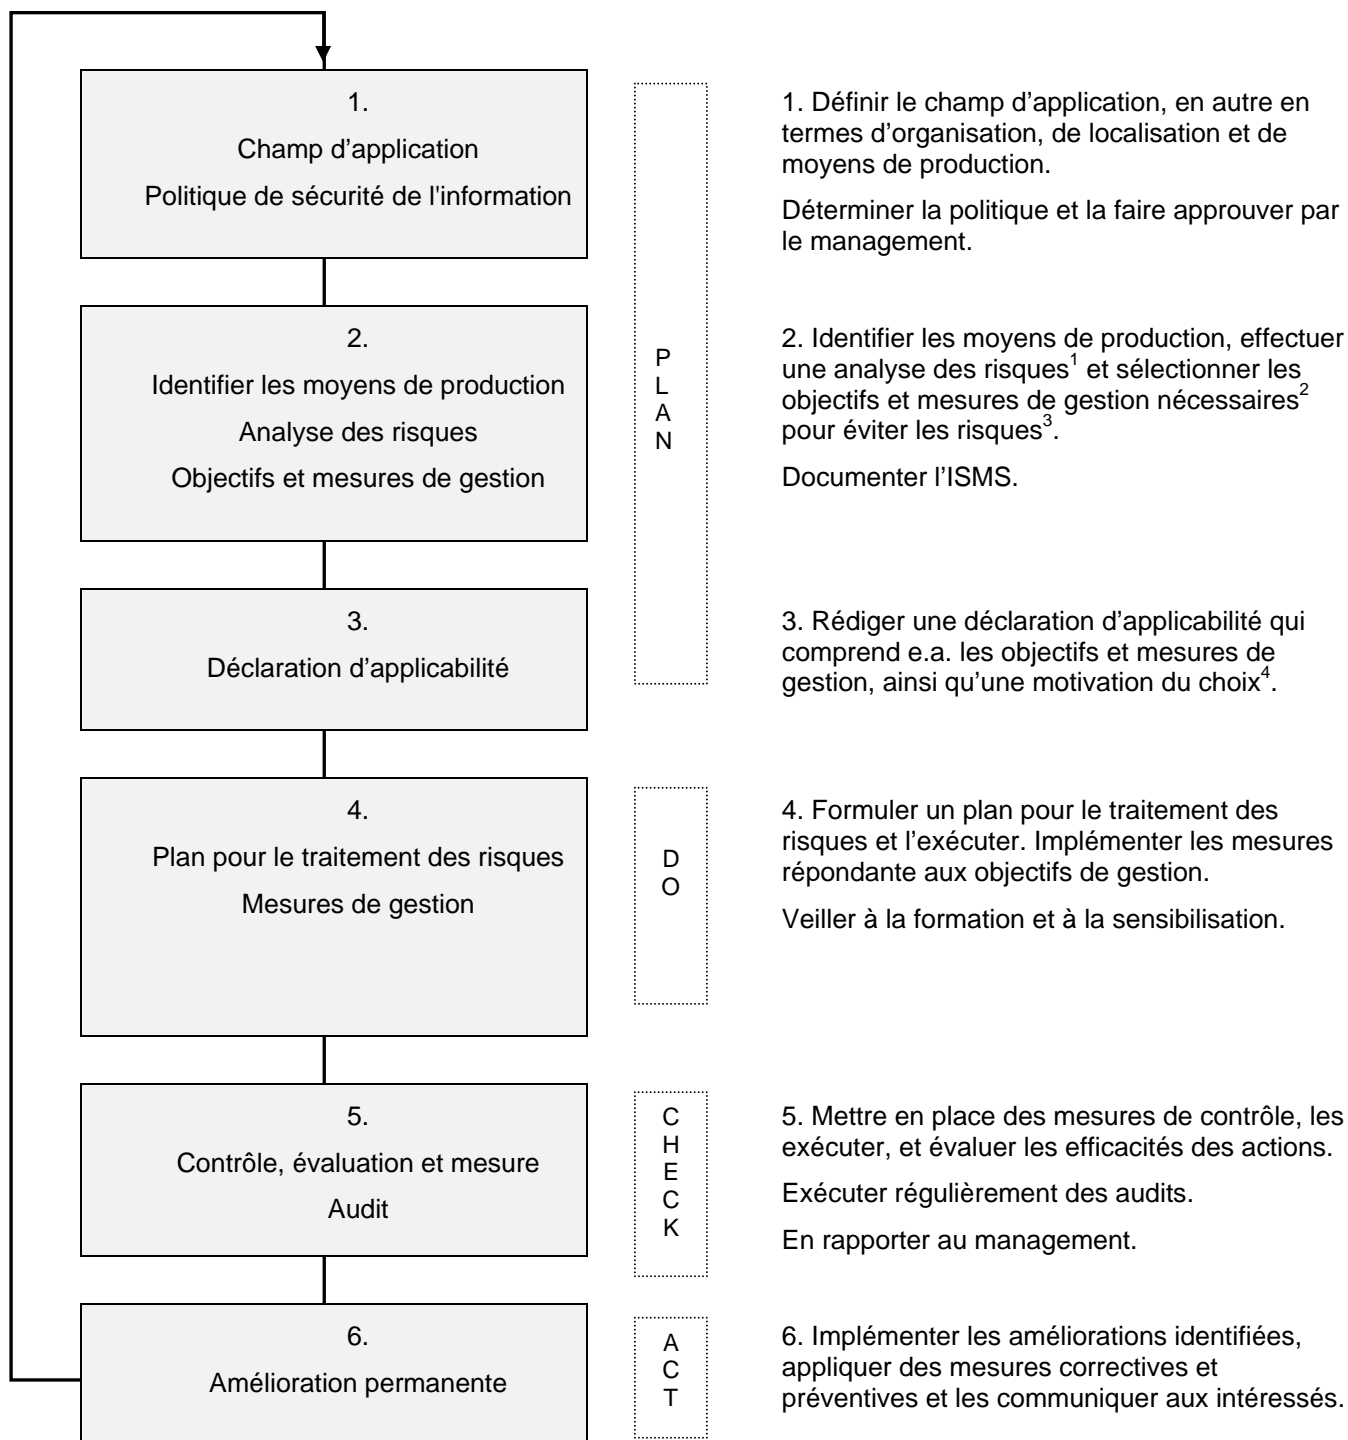 1.
Champ d’application
Politique de sécurité de l'information
1. Définir le champ d’application, en autre en
termes d’organisation, de localisation et de
moyens de production.
Déterminer la politique et la faire approuver par
le management.
2.
Identifier les moyens de production
Analyse des risques
Objectifs et mesures de gestion
P
L
A
N
2. Identifier les moyens de production, effectuer
une analyse des risques1 et sélectionner les
objectifs et mesures de gestion nécessaires2
pour éviter les risques3.
Documenter l’ISMS.
3.
Déclaration d’applicabilité
3. Rédiger une déclaration d’applicabilité qui
comprend e.a. les objectifs et mesures de
gestion, ainsi qu’une motivation du choix4.
4.
Plan pour le traitement des risques
Mesures de gestion
D
O
4. Formuler un plan pour le traitement des
risques et l’exécuter. Implémenter les mesures
répondante aux objectifs de gestion.
Veiller à la formation et à la sensibilisation.
5.
Contrôle, évaluation et mesure
Audit
C
H
E
C
K
5. Mettre en place des mesures de contrôle, les
exécuter, et évaluer les efficacités des actions.
Exécuter régulièrement des audits.
En rapporter au management.
6.
Amélioration permanente
A
C
T
6. Implémenter les améliorations identifiées,
appliquer des mesures correctives et
préventives et les communiquer aux intéressés.